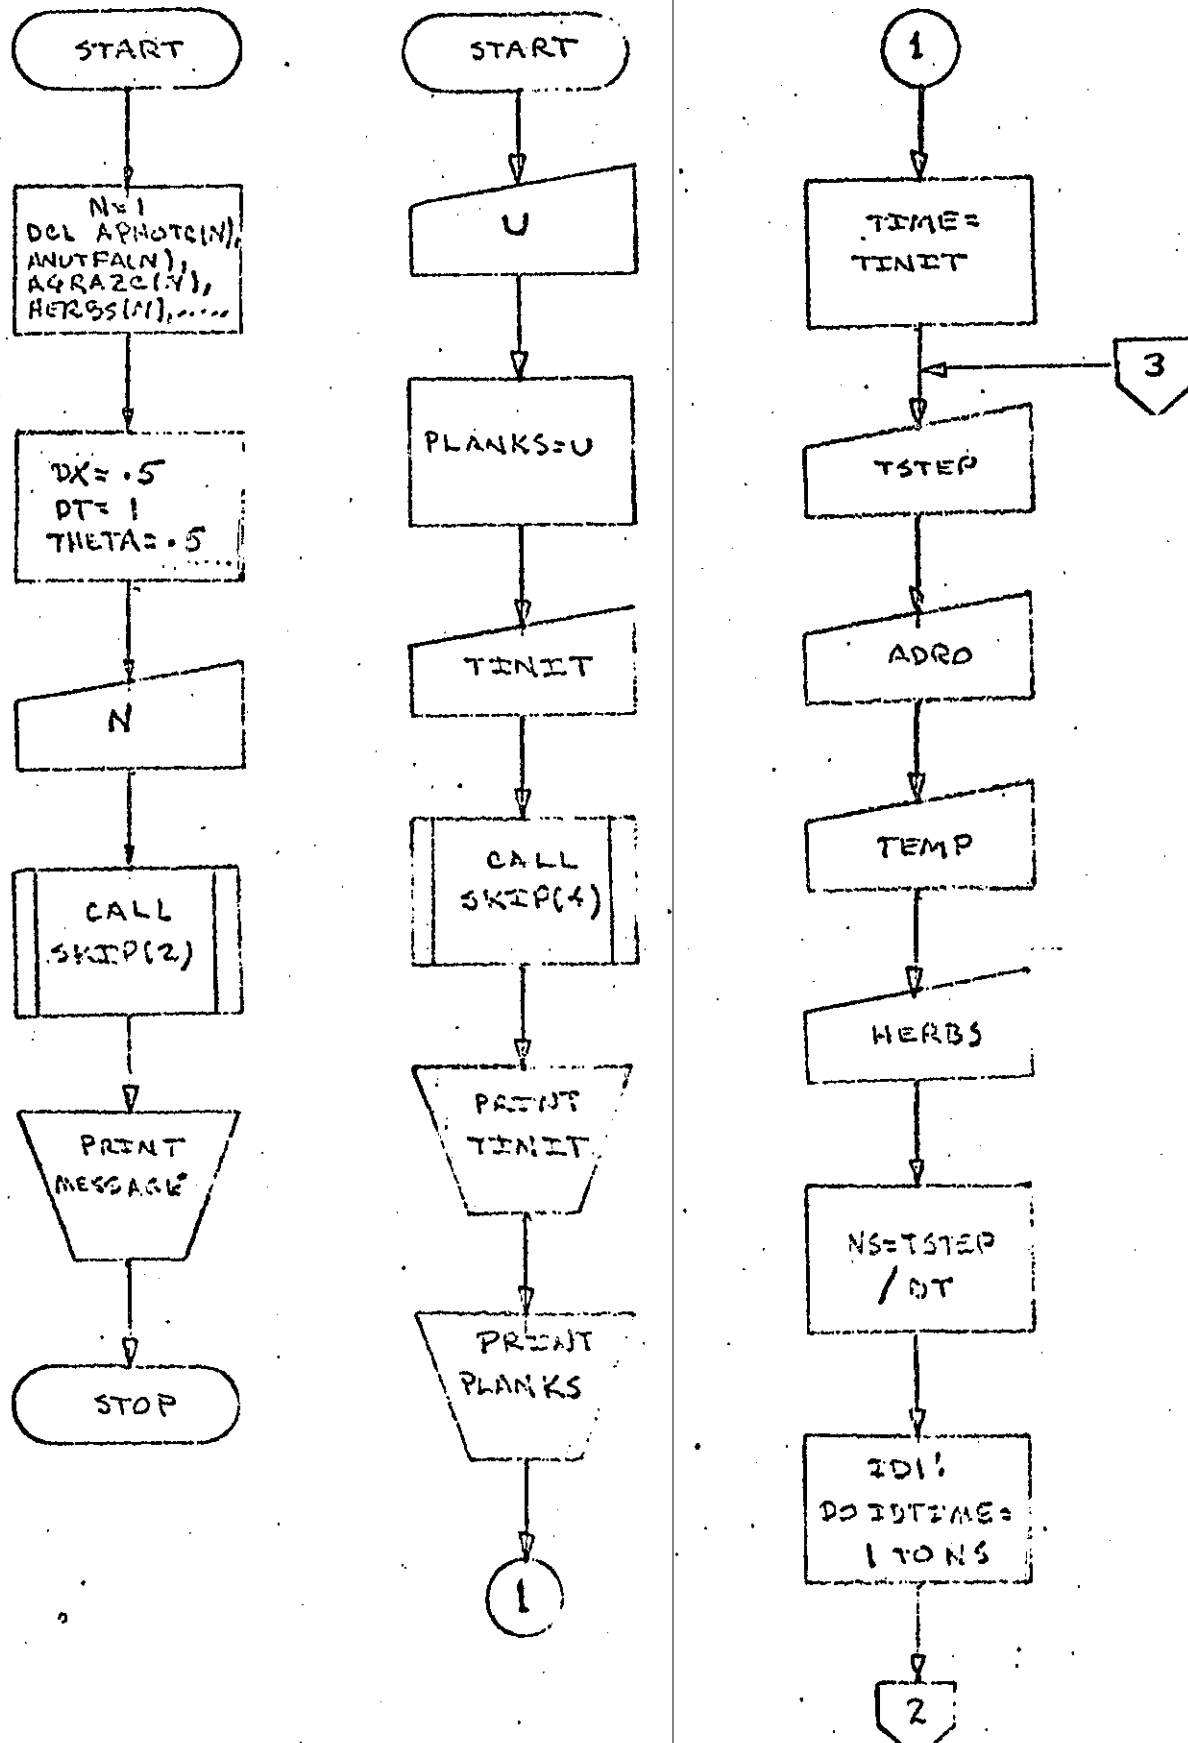 START
N=1
DCL APHOTC(N),
ANUTFA(N),
AGRAZC(N),
HERBS(N),.....
DX= .5
DT= 1
THETA= .5
N
CALL
SKIP(2)
PRINT
MESSAGE
STOP
START
U
PLANKS=U
TINIT
CALL
SKIP(4)
PRINT
TINIT
PRINT
PLANKS
1
1
TIME=
TINIT
3
TSTEP
ADRO
TEMP
HERBS
NS=TSTEP
/DT
ID1:
DO IDTIME=
1 TO NS
2